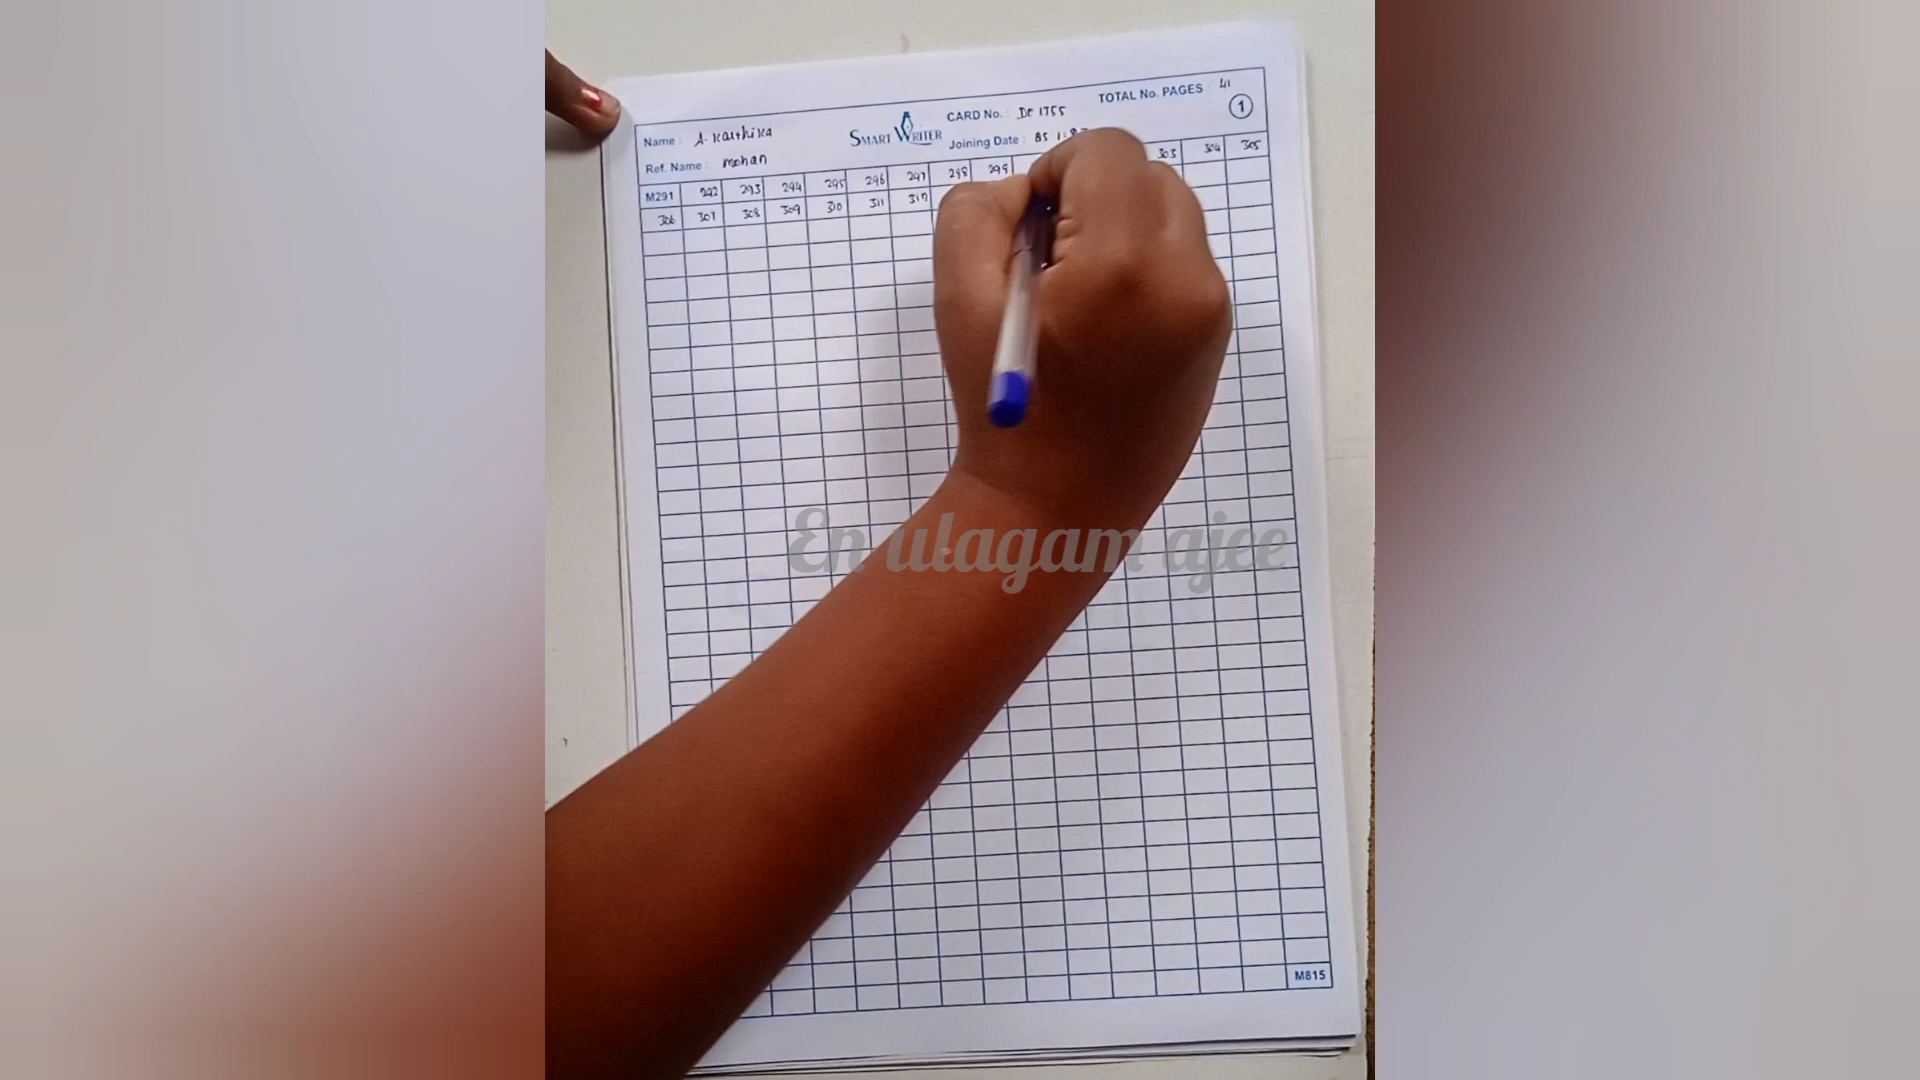 Name : A. Karthika
SMART WRITER
CARD No. : DC 1755
TOTAL No. PAGES : 41
Ref. Name : mohan
Joining Date :
1
M291 292 293 294 295 296 297 298 299 303 304 305
306 307 308 309 310 311 317
En ulagam ajee
M815